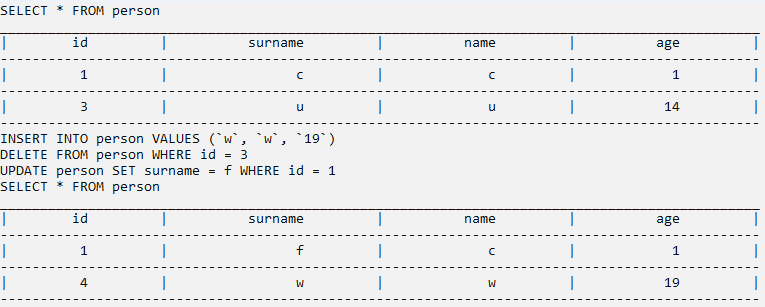 SELECT * FROM person
| id | surname | name | age |
| 1 | c | c | 1 |
| 3 | u | u | 14 |
INSERT INTO person VALUES (`w`, `w`, `19`)
DELETE FROM person WHERE id = 3
UPDATE person SET surname = f WHERE id = 1
SELECT * FROM person
| id | surname | name | age |
| 1 | f | c | 1 |
| 4 | w | w | 19 |